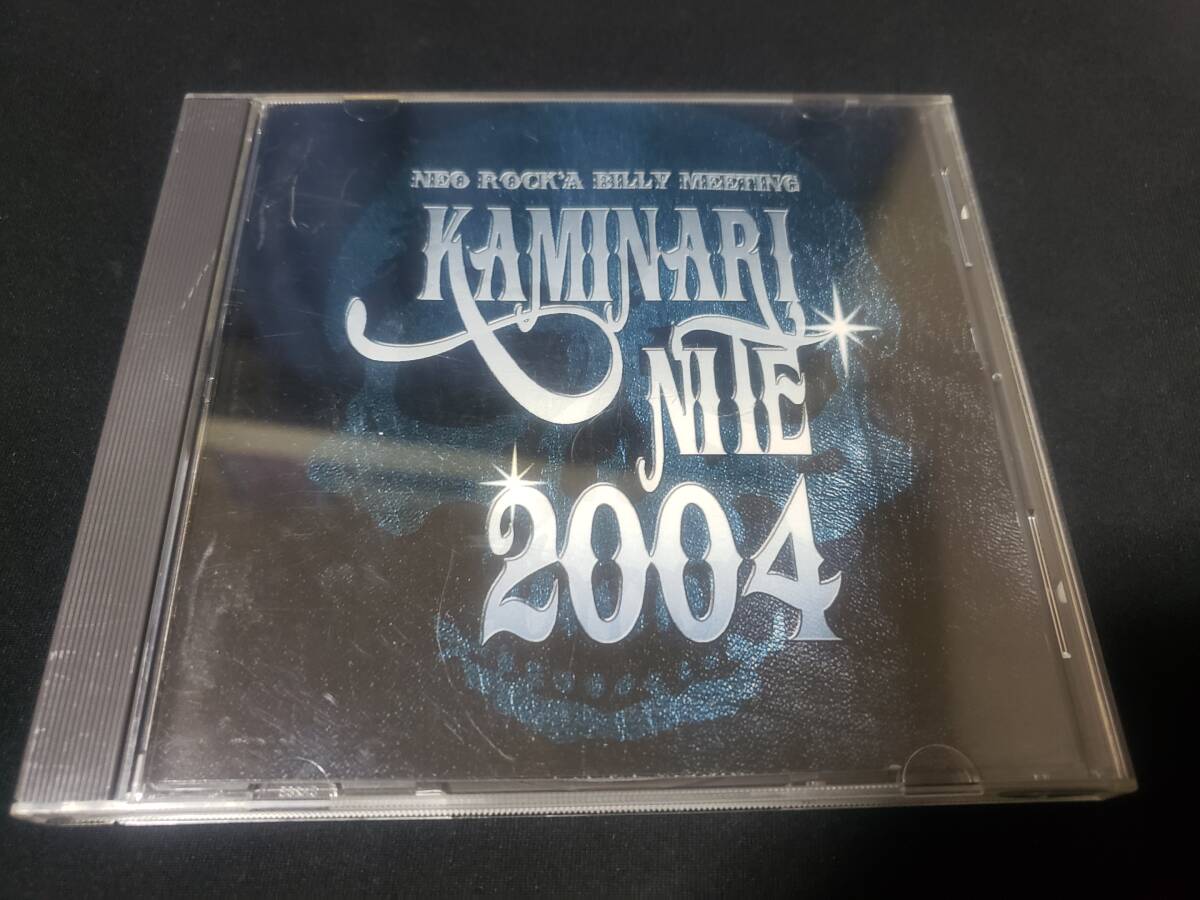 NEO ROCK'A BILLY MEETING
KAMINARI
NITE
2004